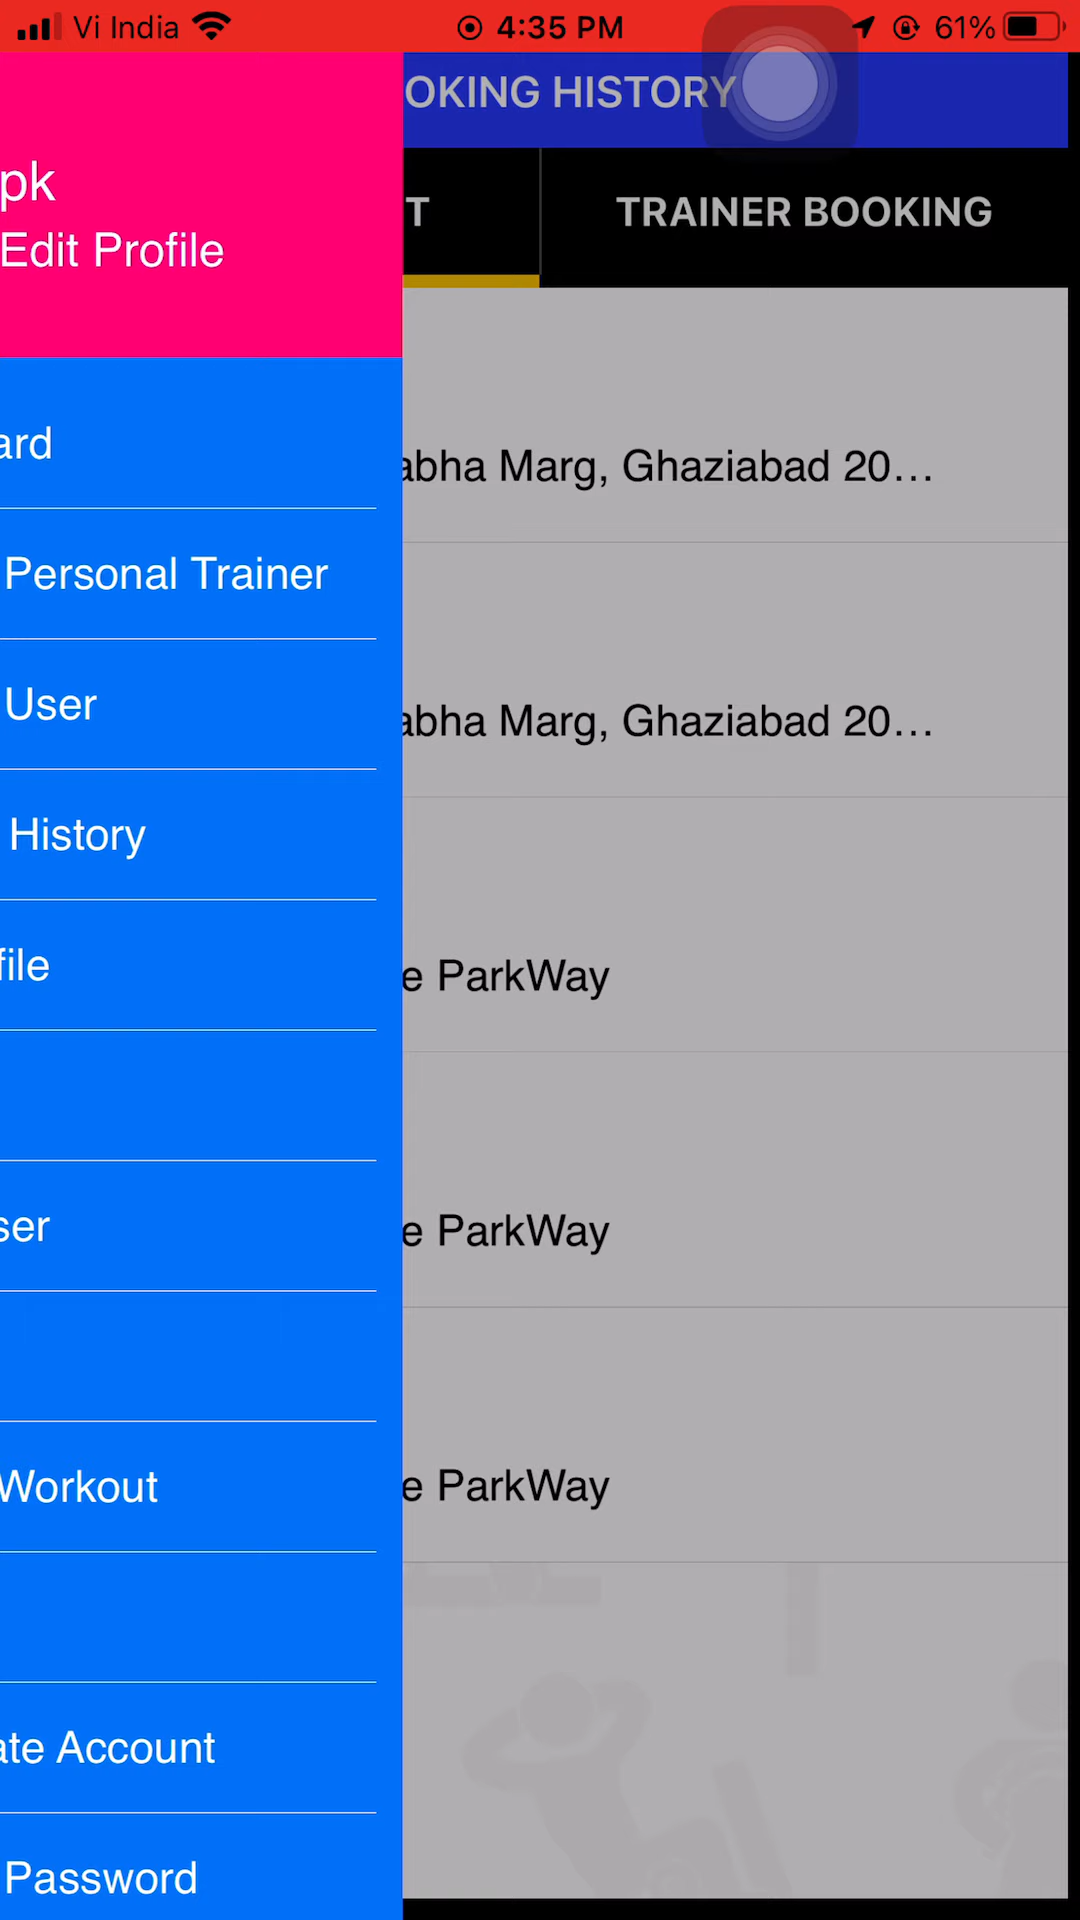 Vi India 4:35 PM 61%
OKING HISTORY
T TRAINER BOOKING
pk
Edit Profile
ard
abha Marg, Ghaziabad 20...
Personal Trainer
User
abha Marg, Ghaziabad 20...
History
file
e ParkWay
ser
e ParkWay
Workout
e ParkWay
ate Account
Password